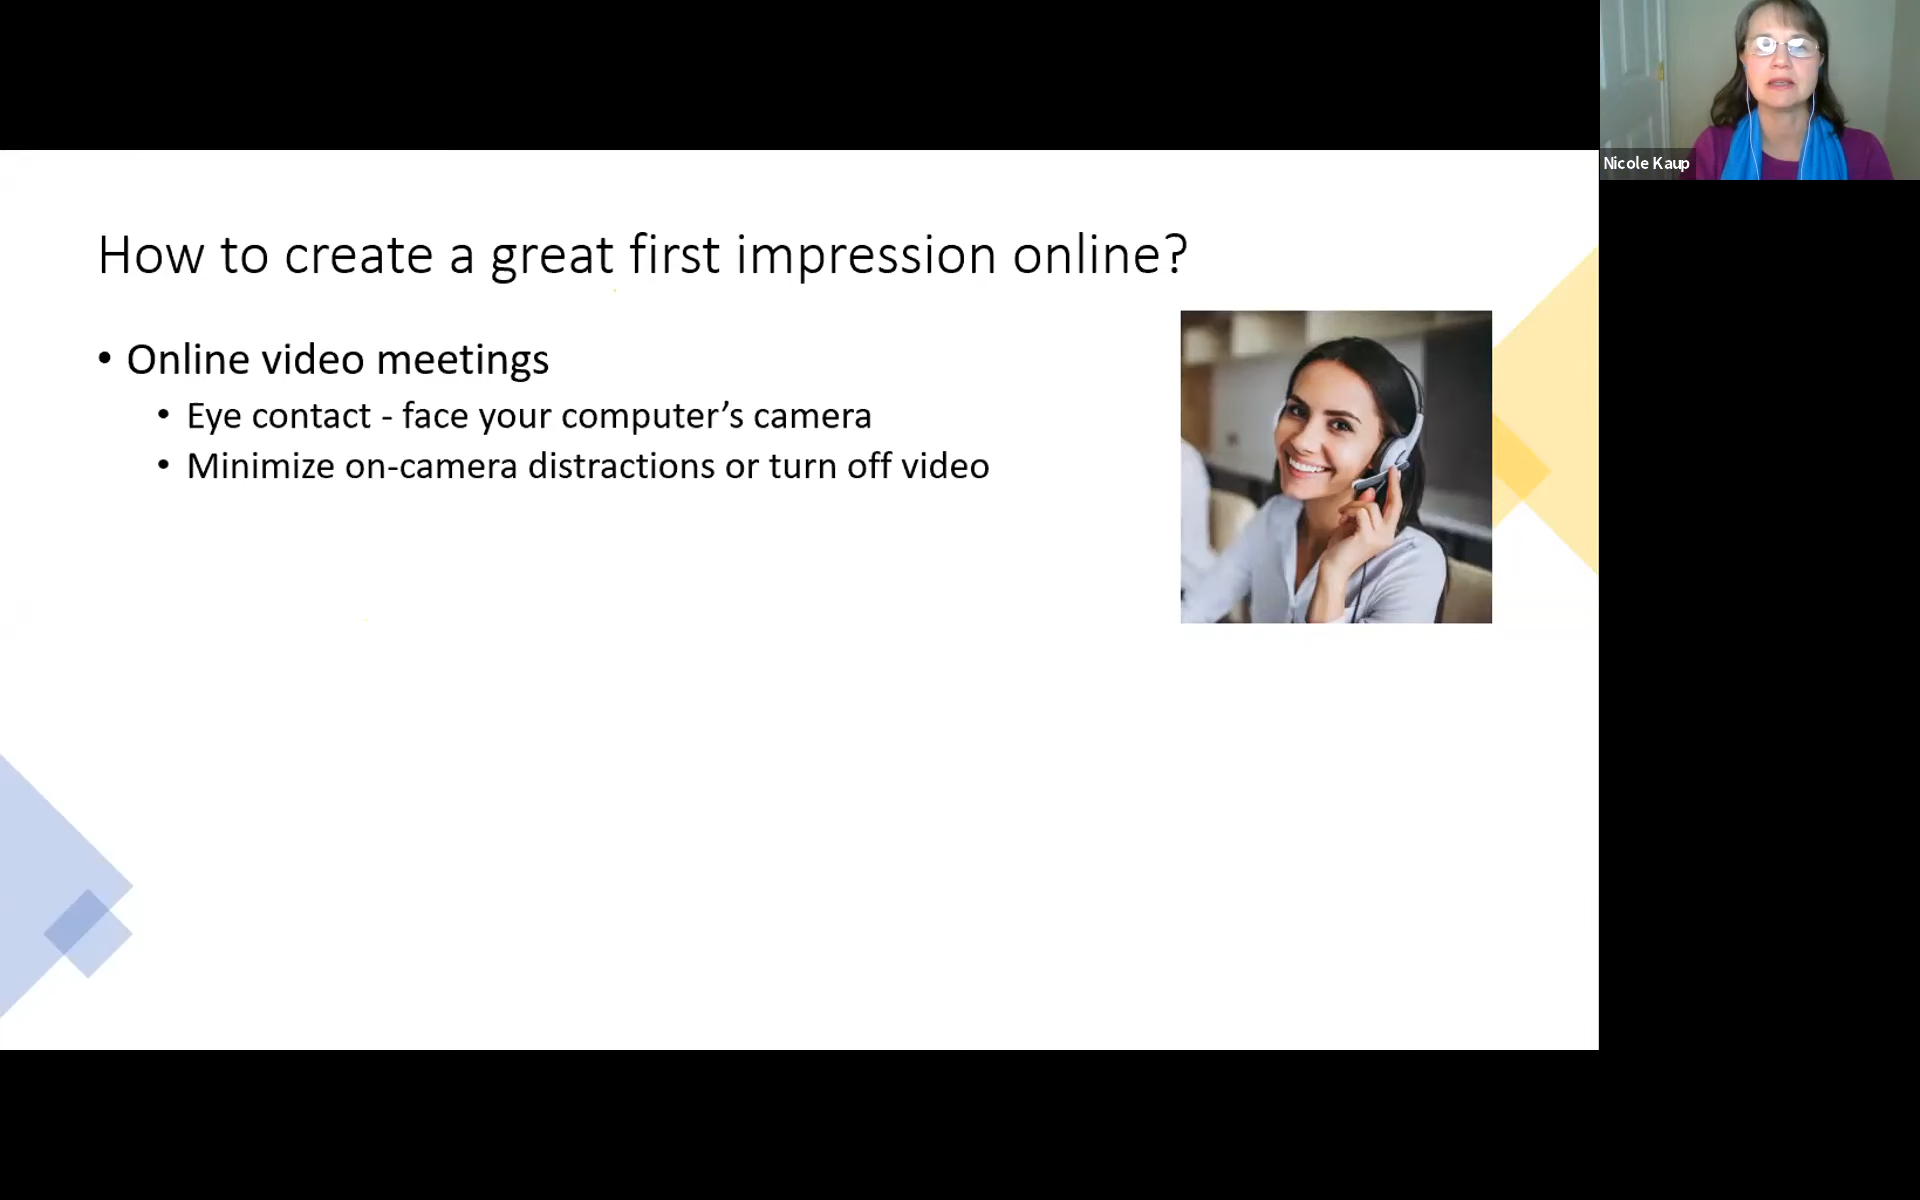 How to create a great first impression online?
• Online video meetings
• Eye contact - face your computer’s camera
• Minimize on-camera distractions or turn off video
Nicole Kaup